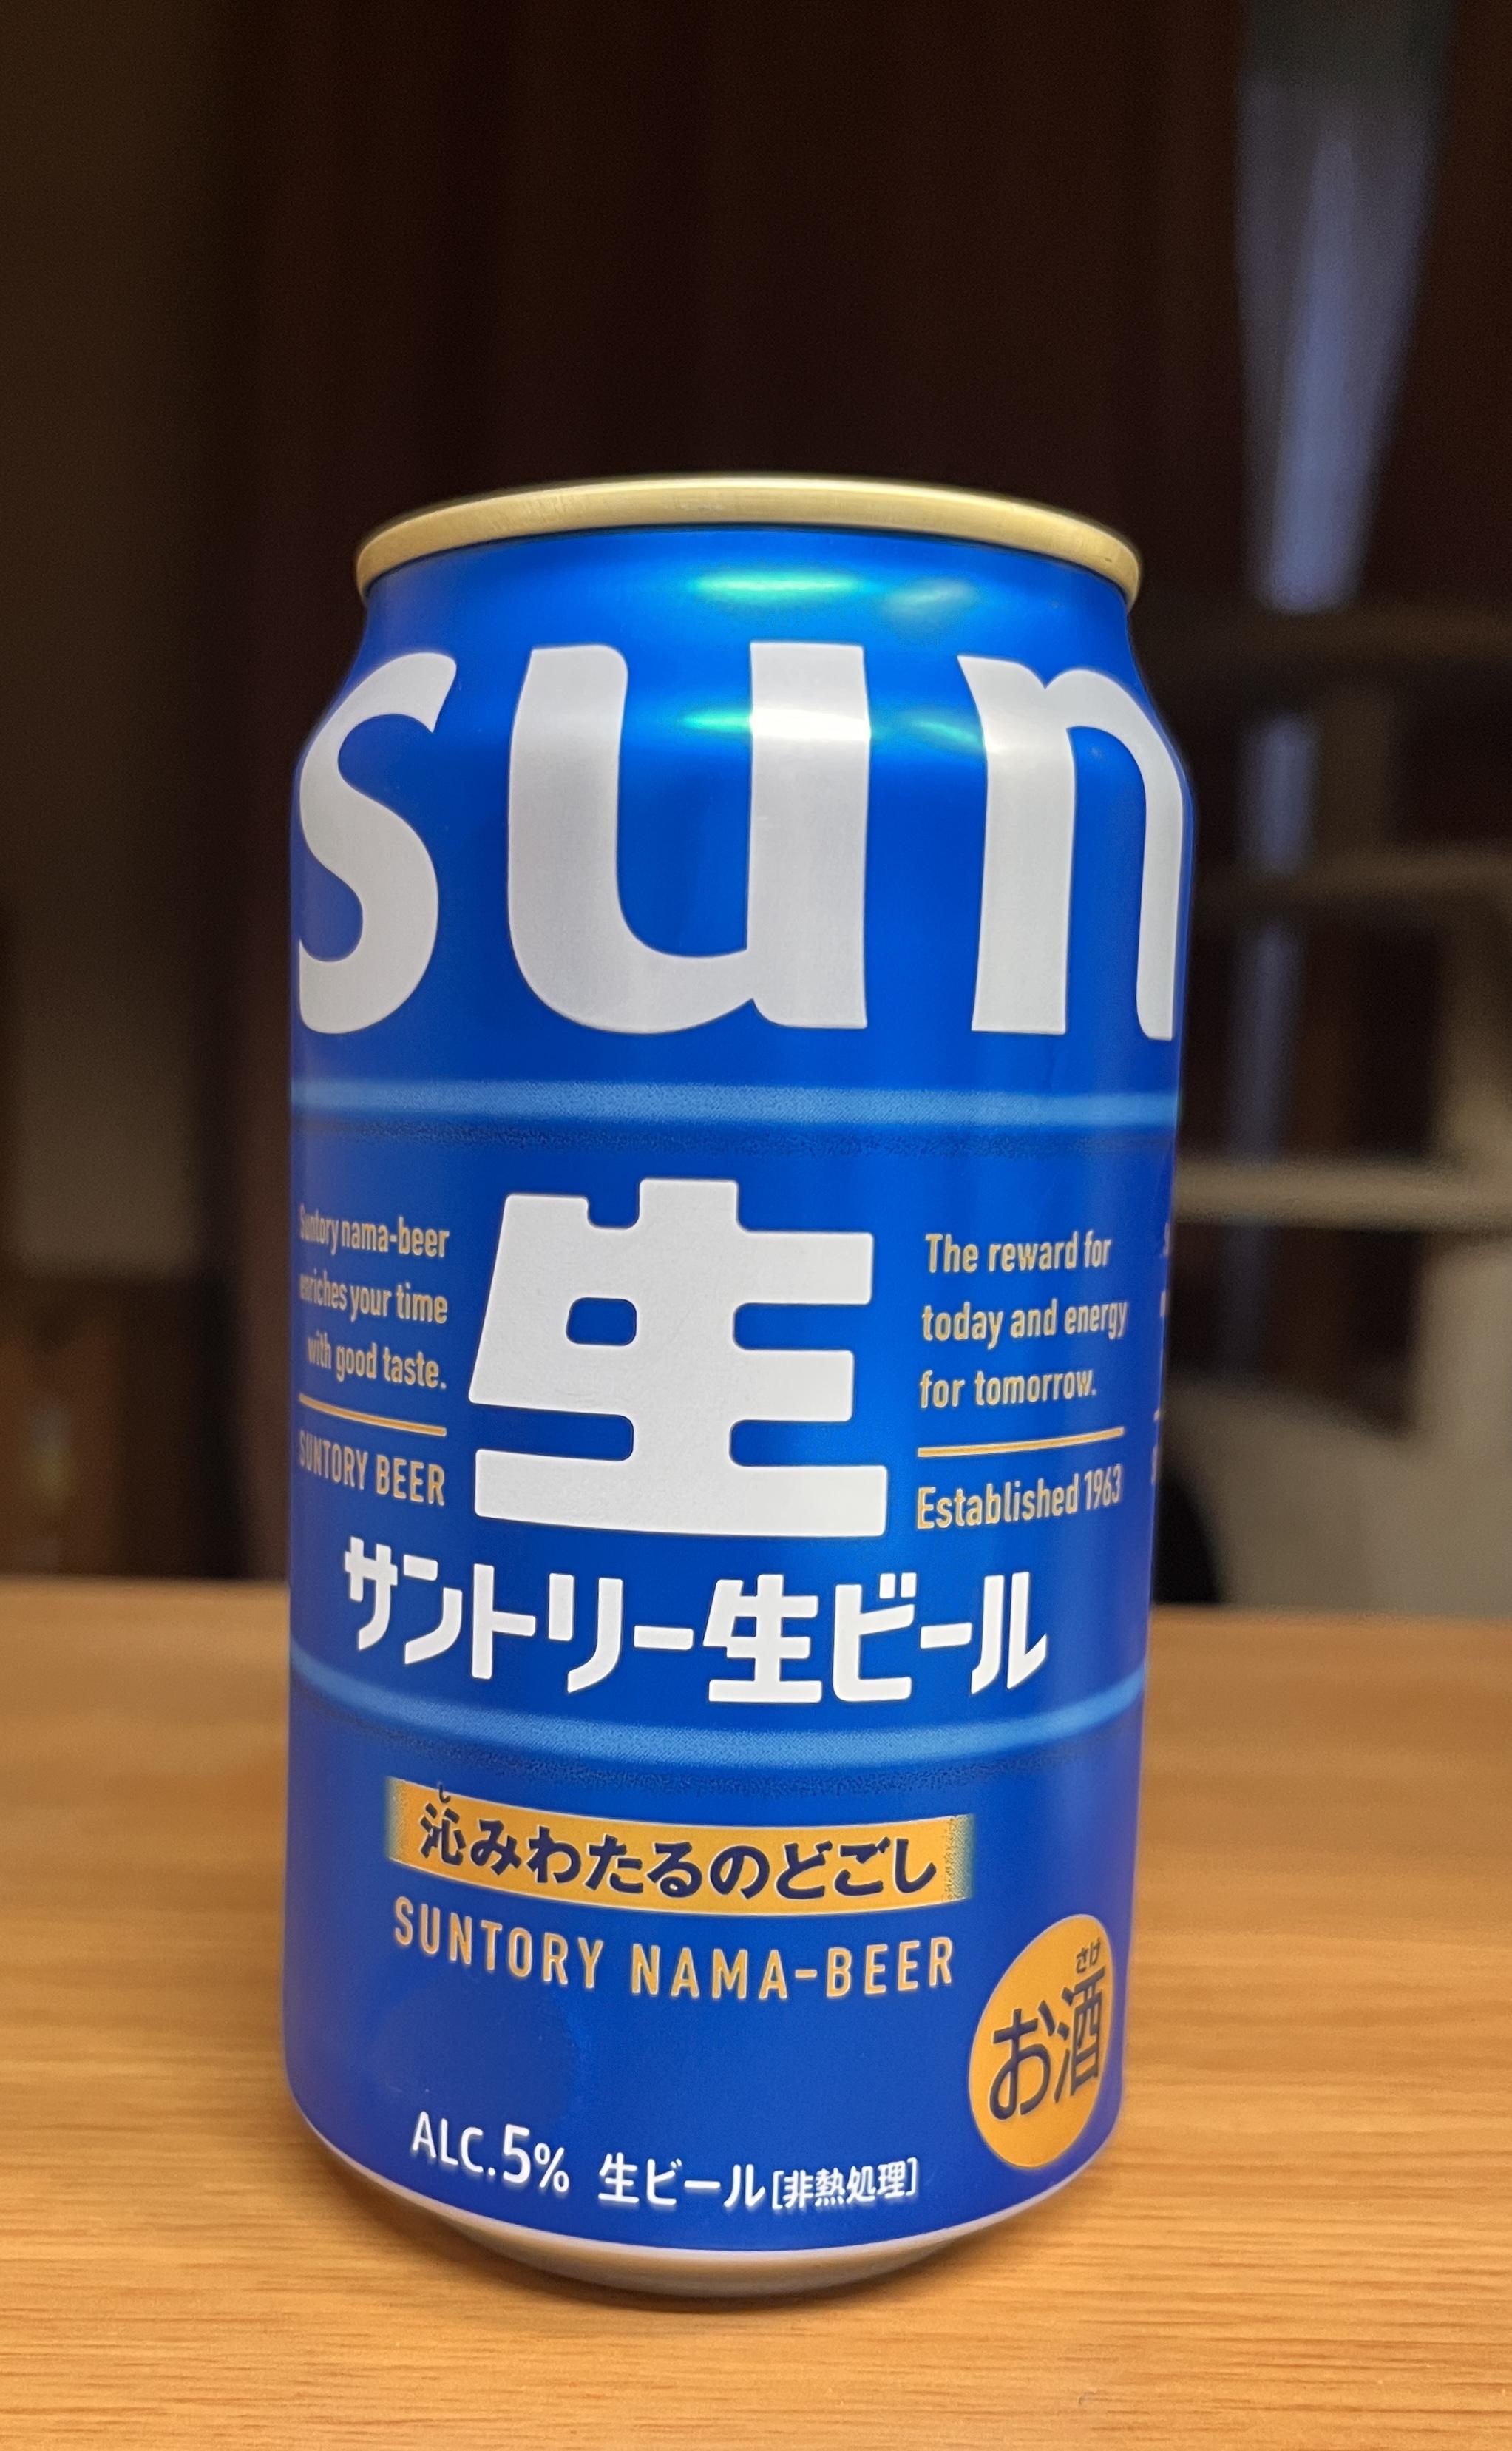 sun
生
Suntory nama-beer
enriches your time
with good taste.
SUNTORY BEER
The reward for
today and energy
for tomorrow.
Established 1963
サントリー生ビール
し
沁みわたるのどごし
SUNTORY NAMA-BEER
さけ
お酒
ALC.5% 生ビール[非熱処理]